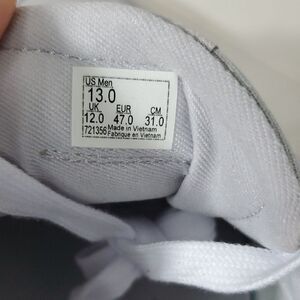 US Men
13.0
UK EUR CM
12.0 47.0 31.0
721356 Made in Vietnam
Fabrique en Vietnam